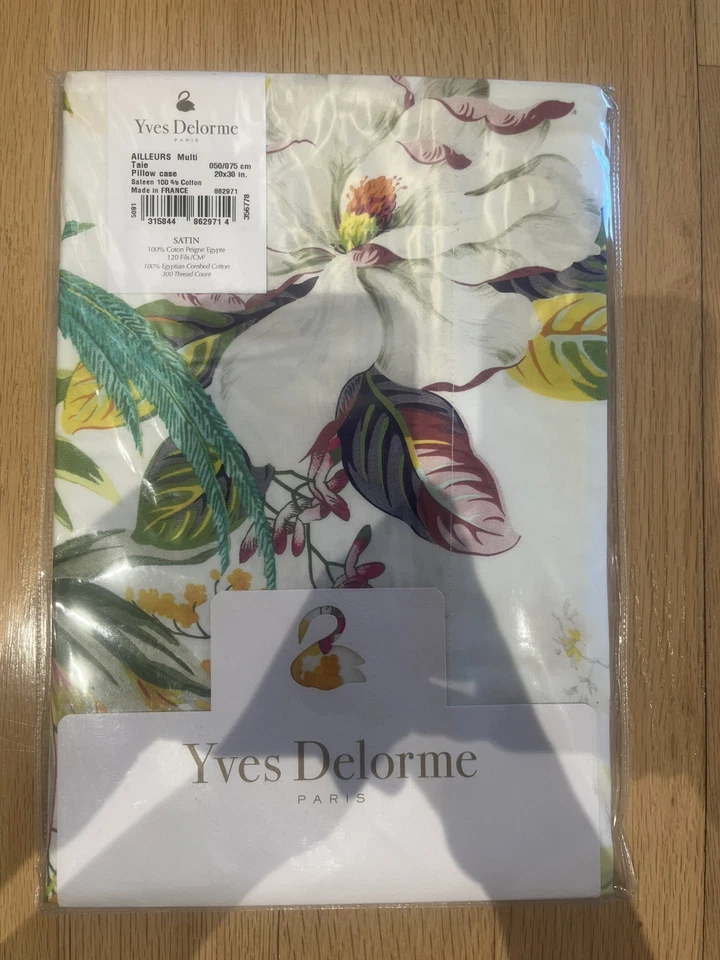 Yves Delorme
PARIS
AILLEURS Multi
Taie 050/075 cm
Pillow case 20x30 in.
Sateen 100 % Cotton
Made in FRANCE 862971
5081
3 315844 862971 4
356778
SATIN
100% Coton Peigné Egypte
120 Fils/CM²
100% Egyptian Combed Cotton
300 Thread Count
Yves Delorme
PARIS